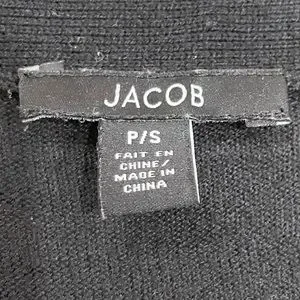 JACOB
P/S
FAIT EN
CHINE/
MADE IN
CHINA